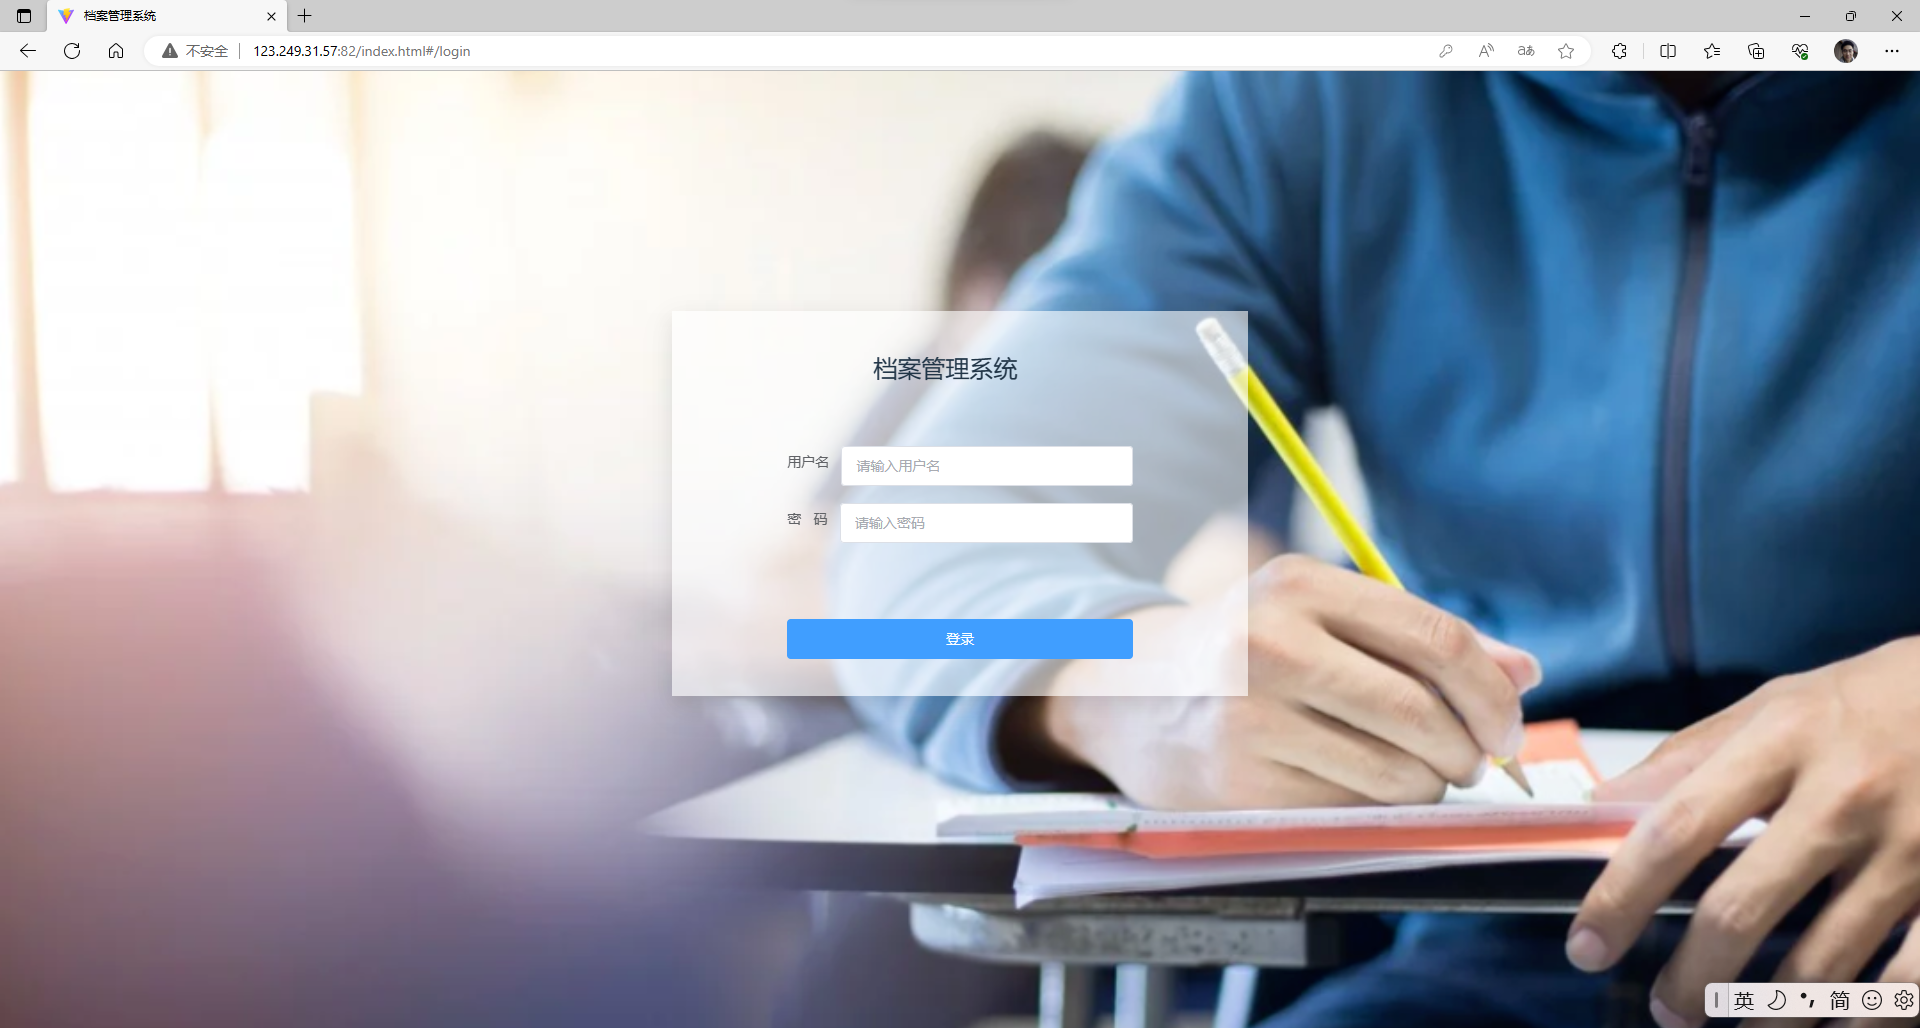 档案管理系统
不安全 123.249.31.57:82/index.html#/login
档案管理系统
用户名 请输入用户名
密 码 请输入密码
登录
英 简